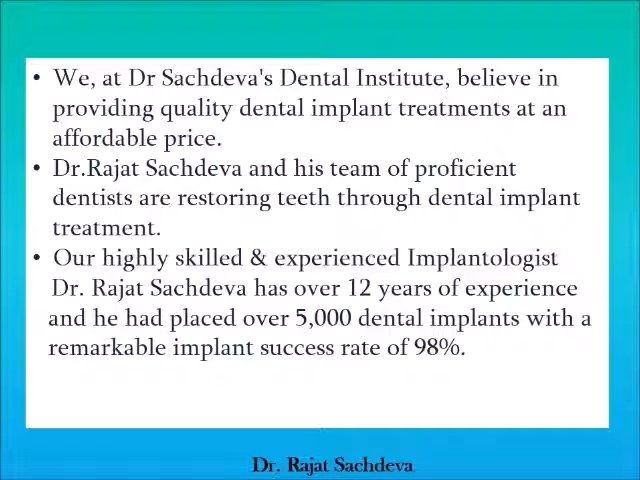 • We, at Dr Sachdeva's Dental Institute, believe in
providing quality dental implant treatments at an
affordable price.
• Dr.Rajat Sachdeva and his team of proficient
dentists are restoring teeth through dental implant
treatment.
• Our highly skilled & experienced Implantologist
Dr. Rajat Sachdeva has over 12 years of experience
and he had placed over 5,000 dental implants with a
remarkable implant success rate of 98%.
Dr. Rajat Sachdeva